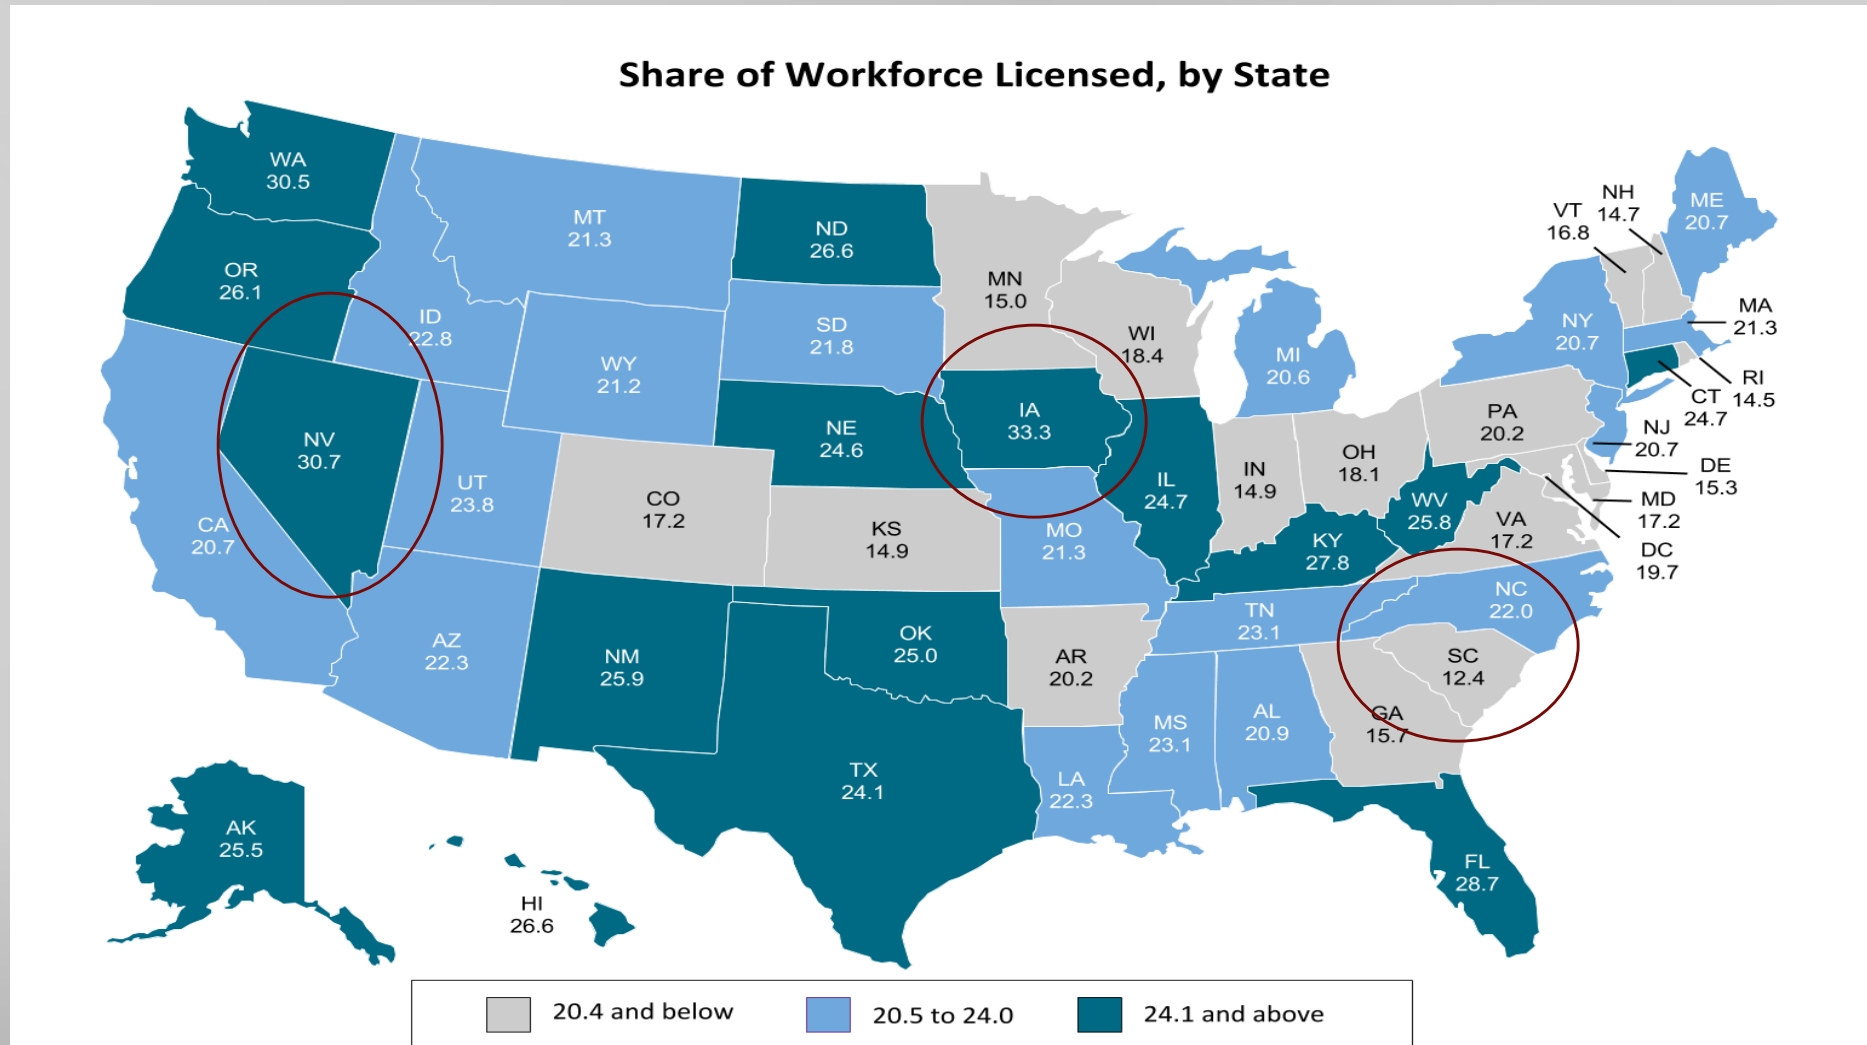 Share of Workforce Licensed, by State
WA
30.5
OR
26.1
CA
20.7
NV
30.7
ID
22.8
MT
21.3
WY
21.2
UT
23.8
AZ
22.3
CO
17.2
NM
25.9
ND
26.6
SD
21.8
NE
24.6
KS
14.9
OK
25.0
TX
24.1
MN
15.0
IA
33.3
MO
21.3
AR
20.2
LA
22.3
WI
18.4
IL
24.7
MI
20.6
IN
14.9
OH
18.1
KY
27.8
TN
23.1
MS
23.1
AL
20.9
GA
15.7
FL
28.7
SC
12.4
NC
22.0
VA
17.2
WV
25.8
PA
20.2
NY
20.7
VT
16.8
NH
14.7
ME
20.7
MA
21.3
RI
14.5
CT
24.7
NJ
20.7
DE
15.3
MD
17.2
DC
19.7
AK
25.5
HI
26.6
20.4 and below
20.5 to 24.0
24.1 and above